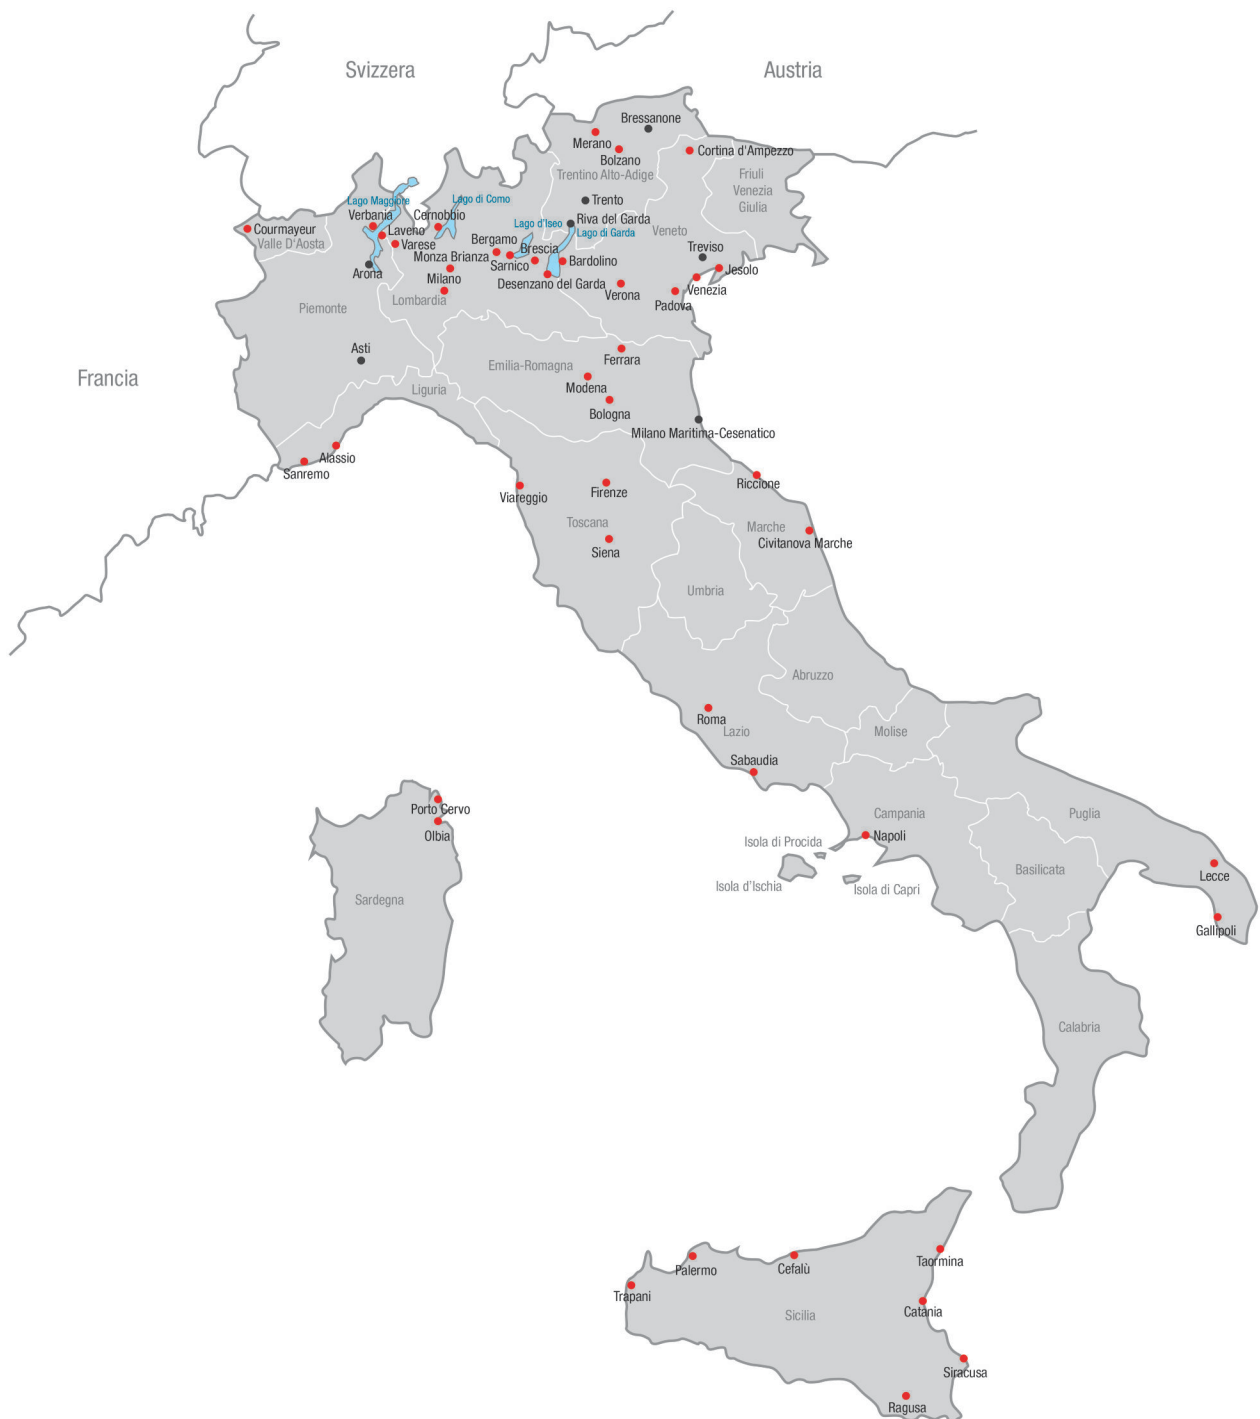 Svizzera
Austria
Bressanone
Merano
Bolzano
Cortina d'Ampezzo
Trentino Alto-Adige
Friuli
Venezia
Giulia
Lago Maggiore
Lago di Como
Trento
Verbania
Cernobbio
Lago d'Iseo
Riva del Garda
Courmayeur
Laveno
Lago di Garda
Veneto
Valle D'Aosta
Varese
Bergamo
Brescia
Treviso
Monza Brianza
Sarnico
Bardolino
Jesolo
Arona
Milano
Desenzano del Garda
Venezia
Lombardia
Verona
Padova
Piemonte
Asti
Ferrara
Emilia-Romagna
Francia
Modena
Liguria
Bologna
Milano Maritima-Cesenatico
Alassio
Sanremo
Viareggio
Firenze
Riccione
Toscana
Marche
Siena
Civitanova Marche
Umbria
Abruzzo
Roma
Lazio
Molise
Sabaudia
Porto Cervo
Olbia
Campania
Puglia
Isola di Procida
Napoli
Basilicata
Lecce
Isola d'Ischia
Isola di Capri
Sardegna
Gallipoli
Calabria
Taormina
Palermo
Cefalù
Trapani
Catania
Sicilia
Siracusa
Ragusa